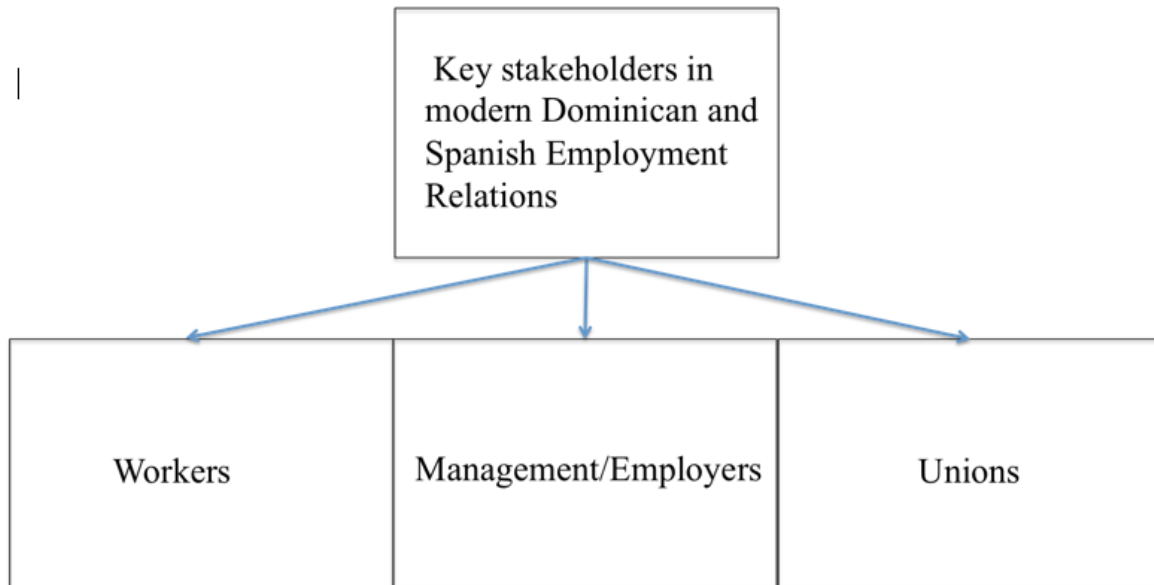 Key stakeholders in
modern Dominican and
Spanish Employment
Relations
Workers
Management/Employers
Unions